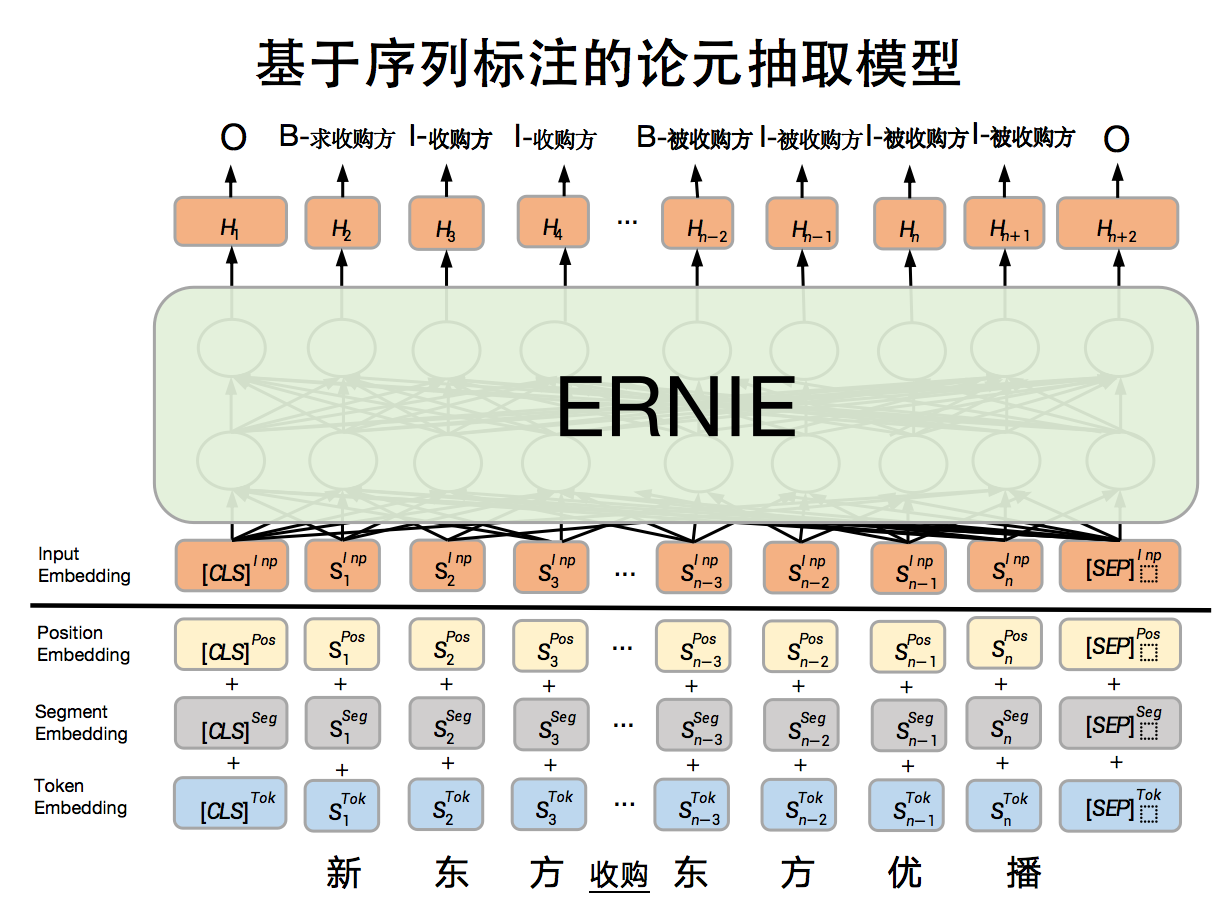 基于序列标注的论元抽取模型
O B-求收购方 I-收购方 I-收购方 B-被收购方 I-被收购方 I-被收购方 I-被收购方 O
H1 H2 H3 H4 ... Hn-2 Hn-1 Hn Hn+1 Hn+2
ERNIE
Input
Embedding
[CLS]Inp S1Inp S2Inp S3Inp ... Sn-3Inp Sn-2Inp Sn-1Inp SnInp [SEP]Inp
Position
Embedding
[CLS]Pos S1Pos S2Pos S3Pos ... Sn-3Pos Sn-2Pos Sn-1Pos SnPos [SEP]Pos
+ + + + + + + + +
Segment
Embedding
[CLS]Seg S1Seg S2Seg S3Seg ... Sn-3Seg Sn-2Seg Sn-1Seg SnSeg [SEP]Seg
+ + + + + + + + +
Token
Embedding
[CLS]Tok S1Tok S2Tok S3Tok ... Sn-3Tok Sn-2Tok Sn-1Tok SnTok [SEP]Tok
新 东 方 收购 东 方 优 播